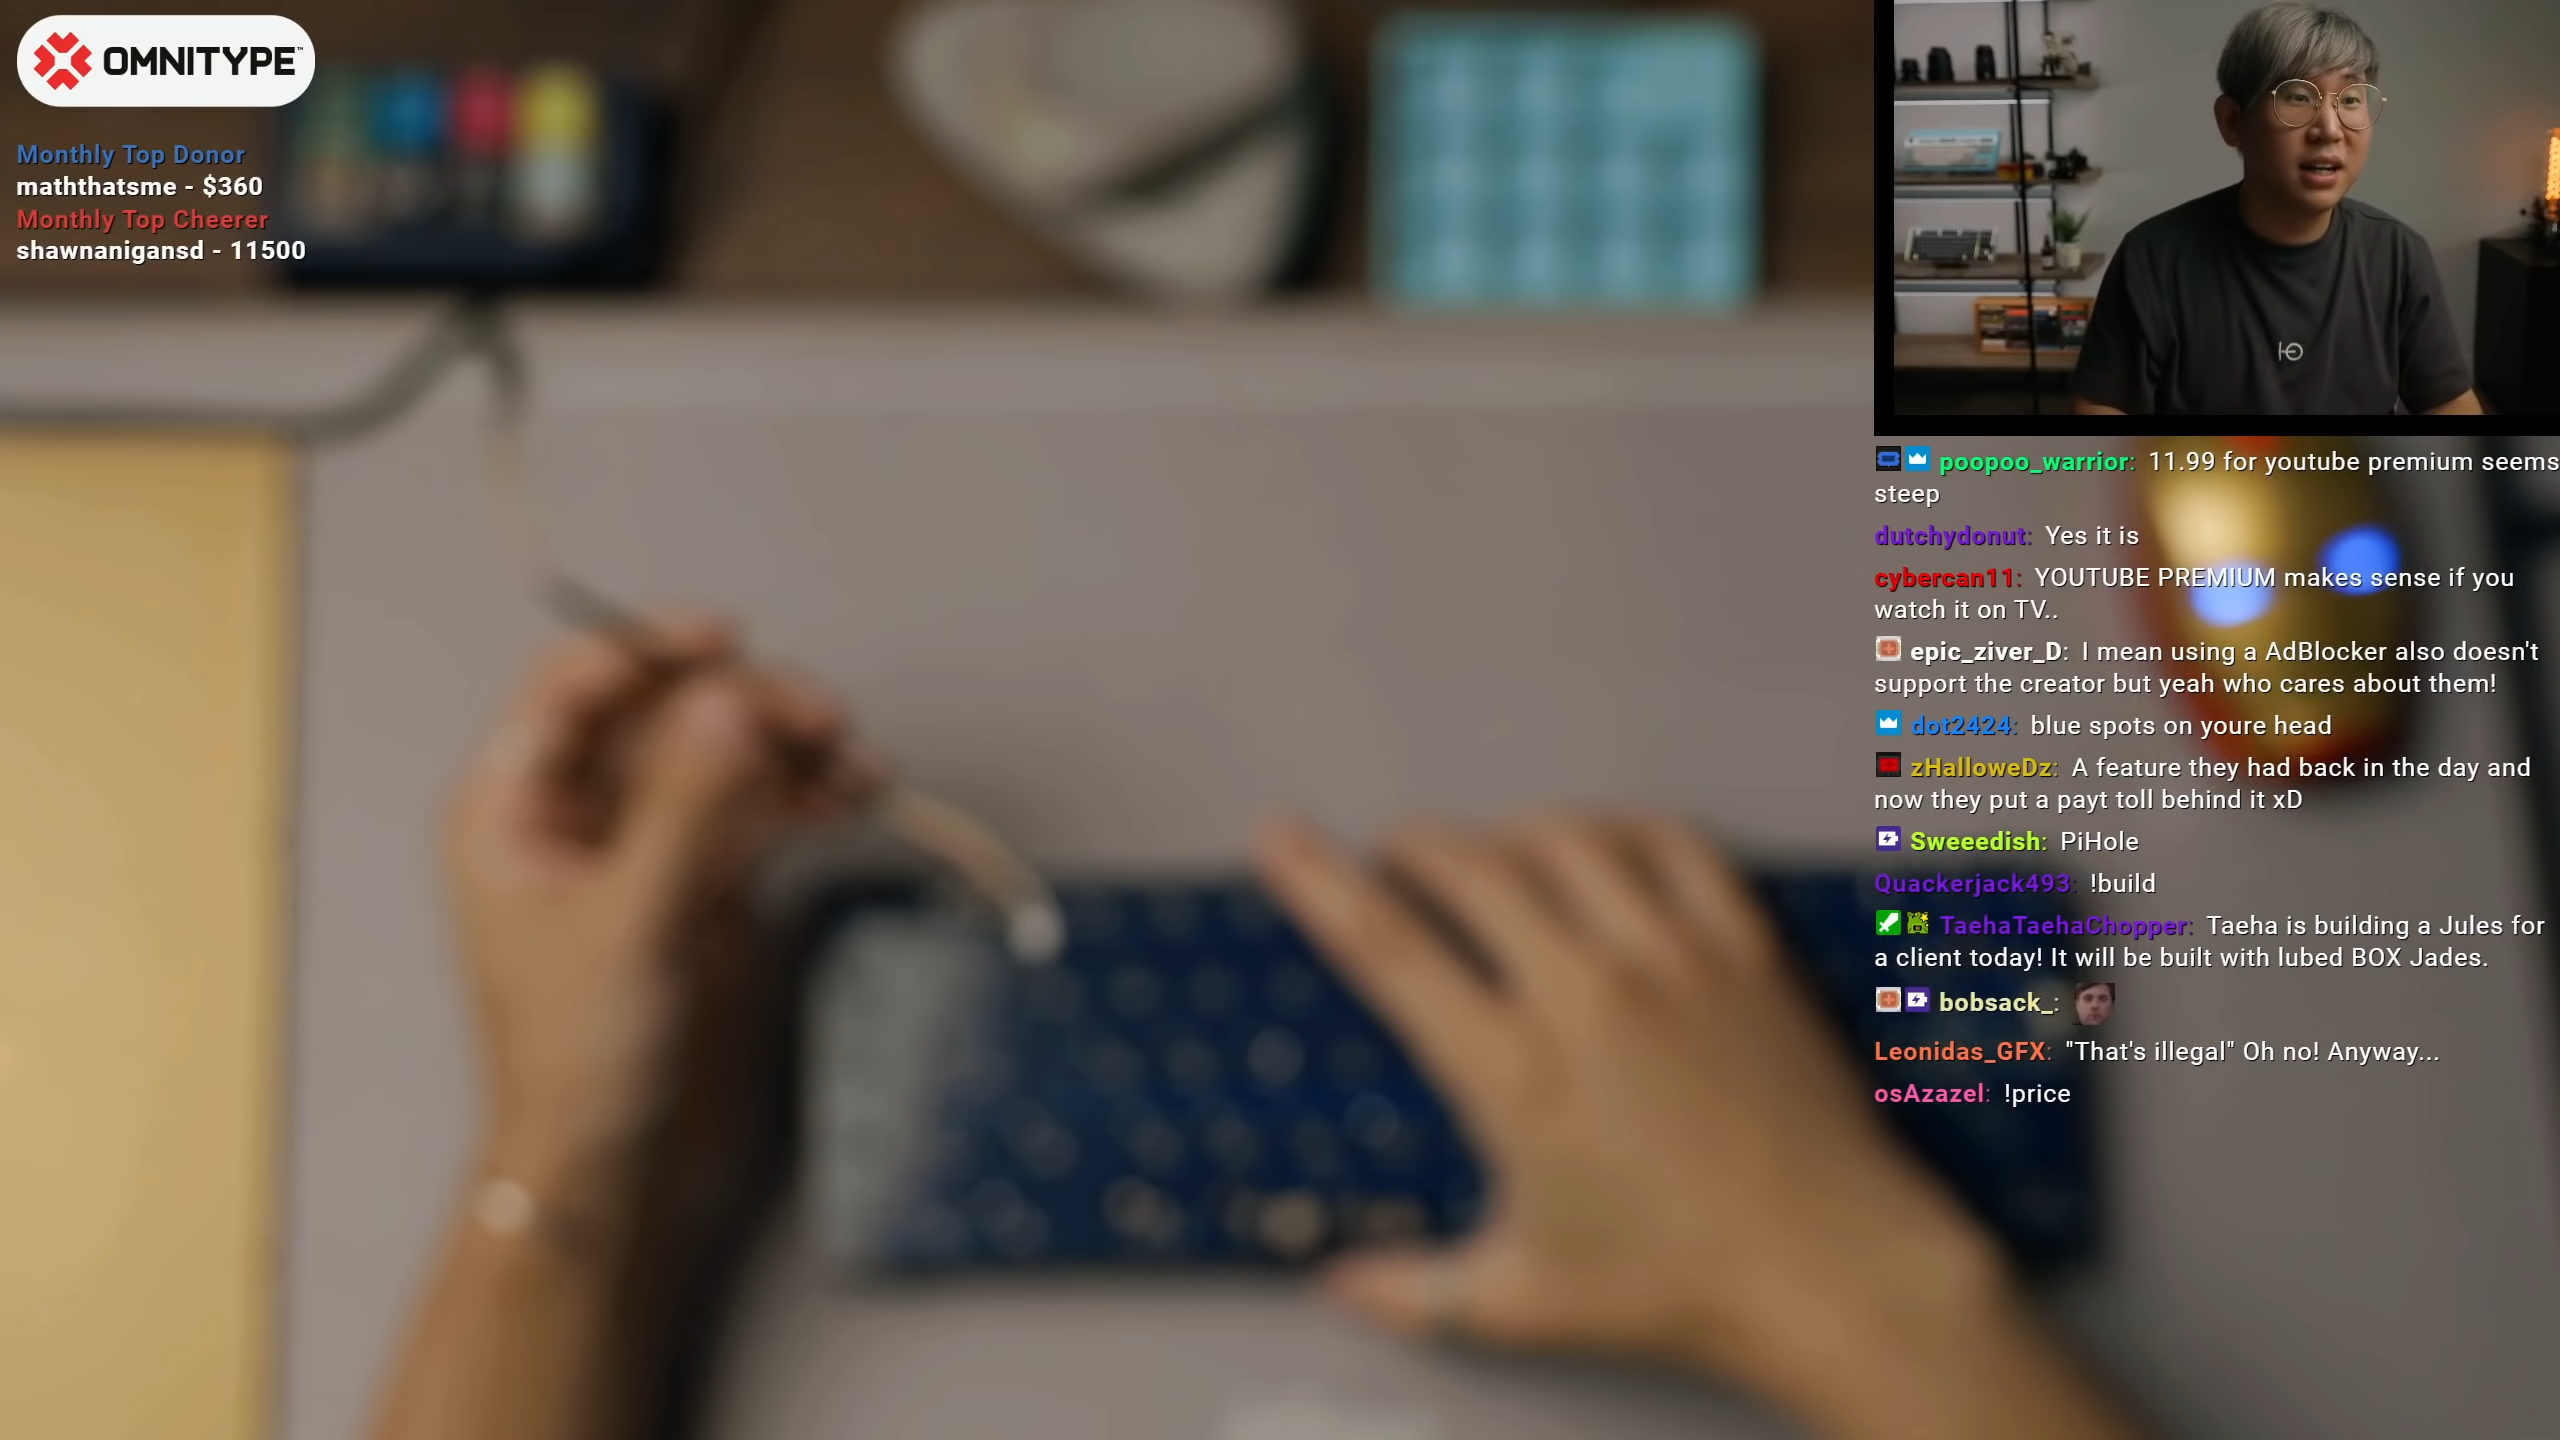 OMNITYPE™
Monthly Top Donor
maththatsme - $360
Monthly Top Cheerer
shawnanigansd - 11500
poopoo_warrior: 11.99 for youtube premium seems
steep
dutchydonut: Yes it is
cybercan11: YOUTUBE PREMIUM makes sense if you
watch it on TV..
epic_ziver_D: I mean using a AdBlocker also doesn't
support the creator but yeah who cares about them!
dot2424: blue spots on youre head
zHalloweDz: A feature they had back in the day and
now they put a payt toll behind it xD
Sweeedish: PiHole
Quackerjack493: !build
TaehaTaehaChopper: Taeha is building a Jules for
a client today! It will be built with lubed BOX Jades.
bobsack_:
Leonidas_GFX: "That's illegal" Oh no! Anyway...
osAzazel: !price